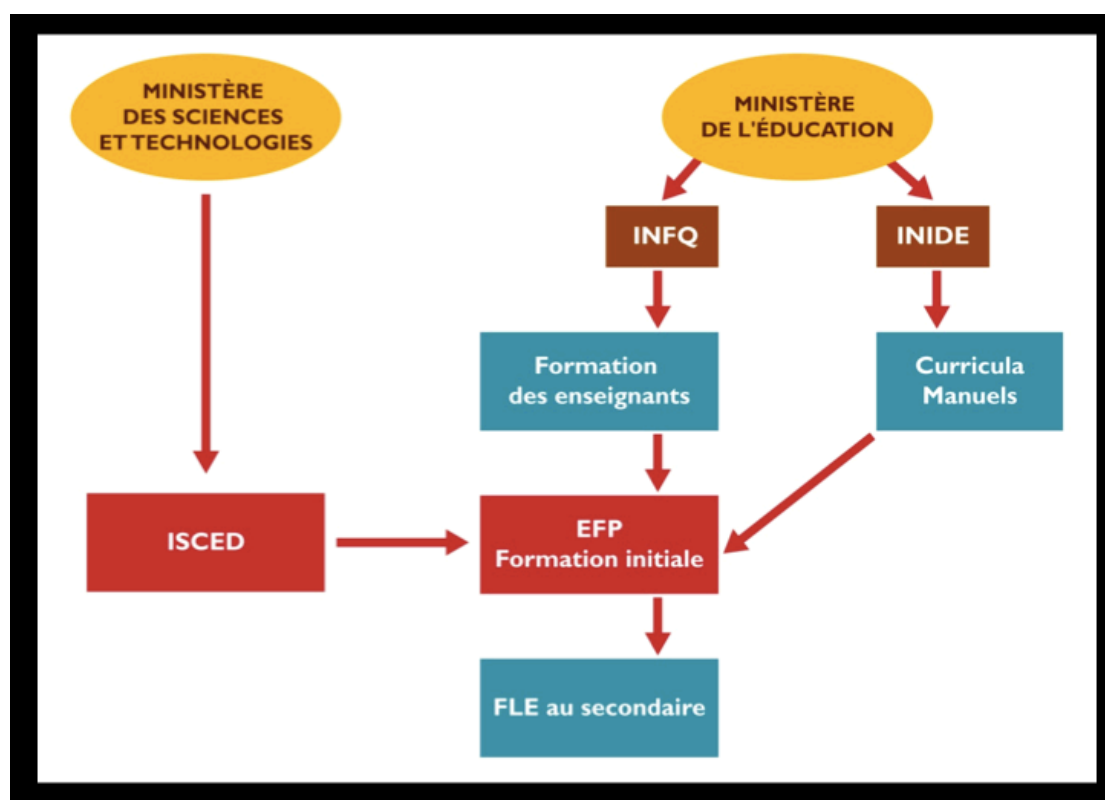 MINISTÈRE
DES SCIENCES
ET TECHNOLOGIES
MINISTÈRE
DE L'ÉDUCATION
INFQ
INIDE
Formation
des enseignants
Curricula
Manuels
ISCED
EFP
Formation initiale
FLE au secondaire